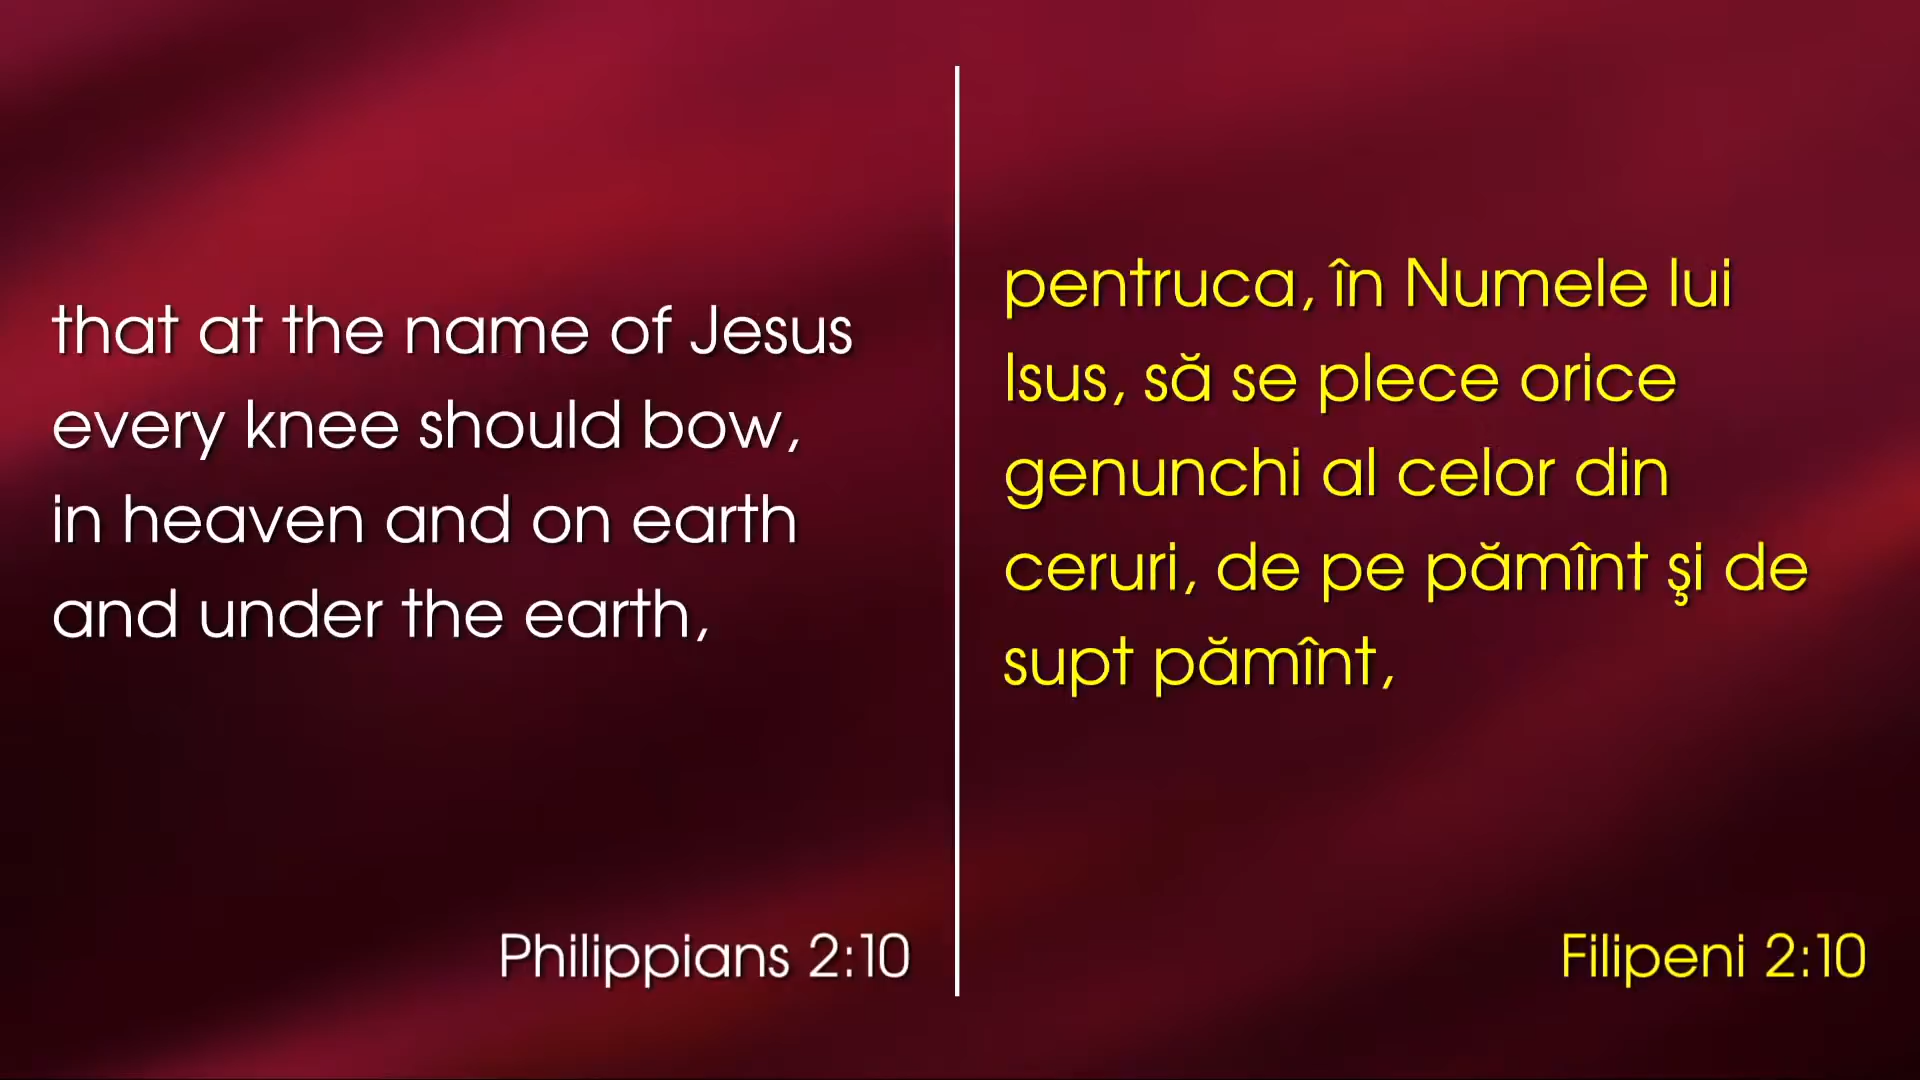 that at the name of Jesus
every knee should bow,
in heaven and on earth
and under the earth,
Philippians 2:10
pentruca, în Numele lui
Isus, să se plece orice
genunchi al celor din
ceruri, de pe pămînt şi de
supt pămînt,
Filipeni 2:10